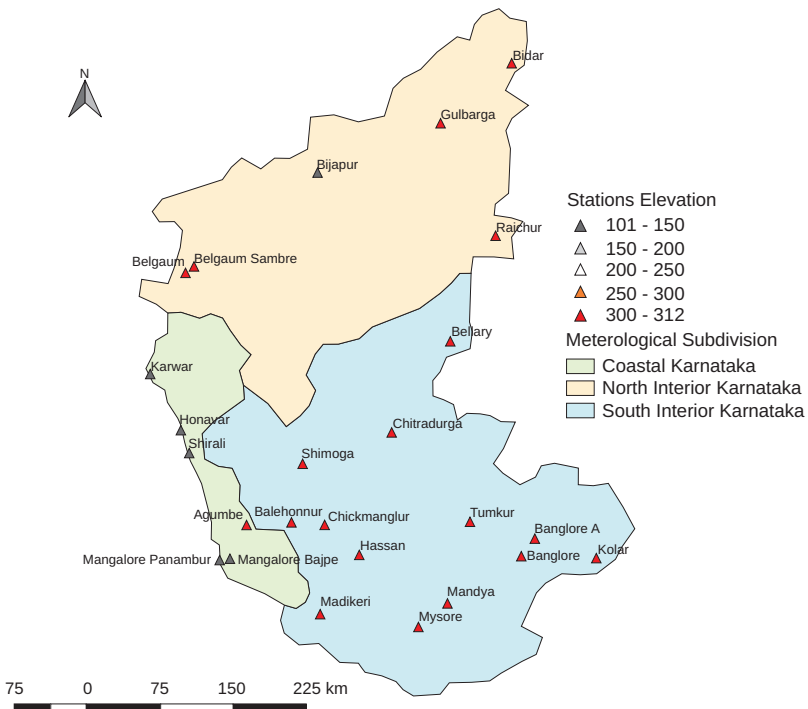 N
Bidar
Gulbarga
Bijapur
Raichur
Belgaum
Belgaum Sambre
Bellary
Karwar
Honavar
Shirali
Chitradurga
Shimoga
Agumbe
Balehonnur
Chickmanglur
Tumkur
Banglore A
Hassan
Banglore
Kolar
Mangalore Panambur
Mangalore Bajpe
Madikeri
Mandya
Mysore
Stations Elevation
101 - 150
150 - 200
200 - 250
250 - 300
300 - 312
Meterological Subdivision
Coastal Karnataka
North Interior Karnataka
South Interior Karnataka
75 0 75 150 225 km